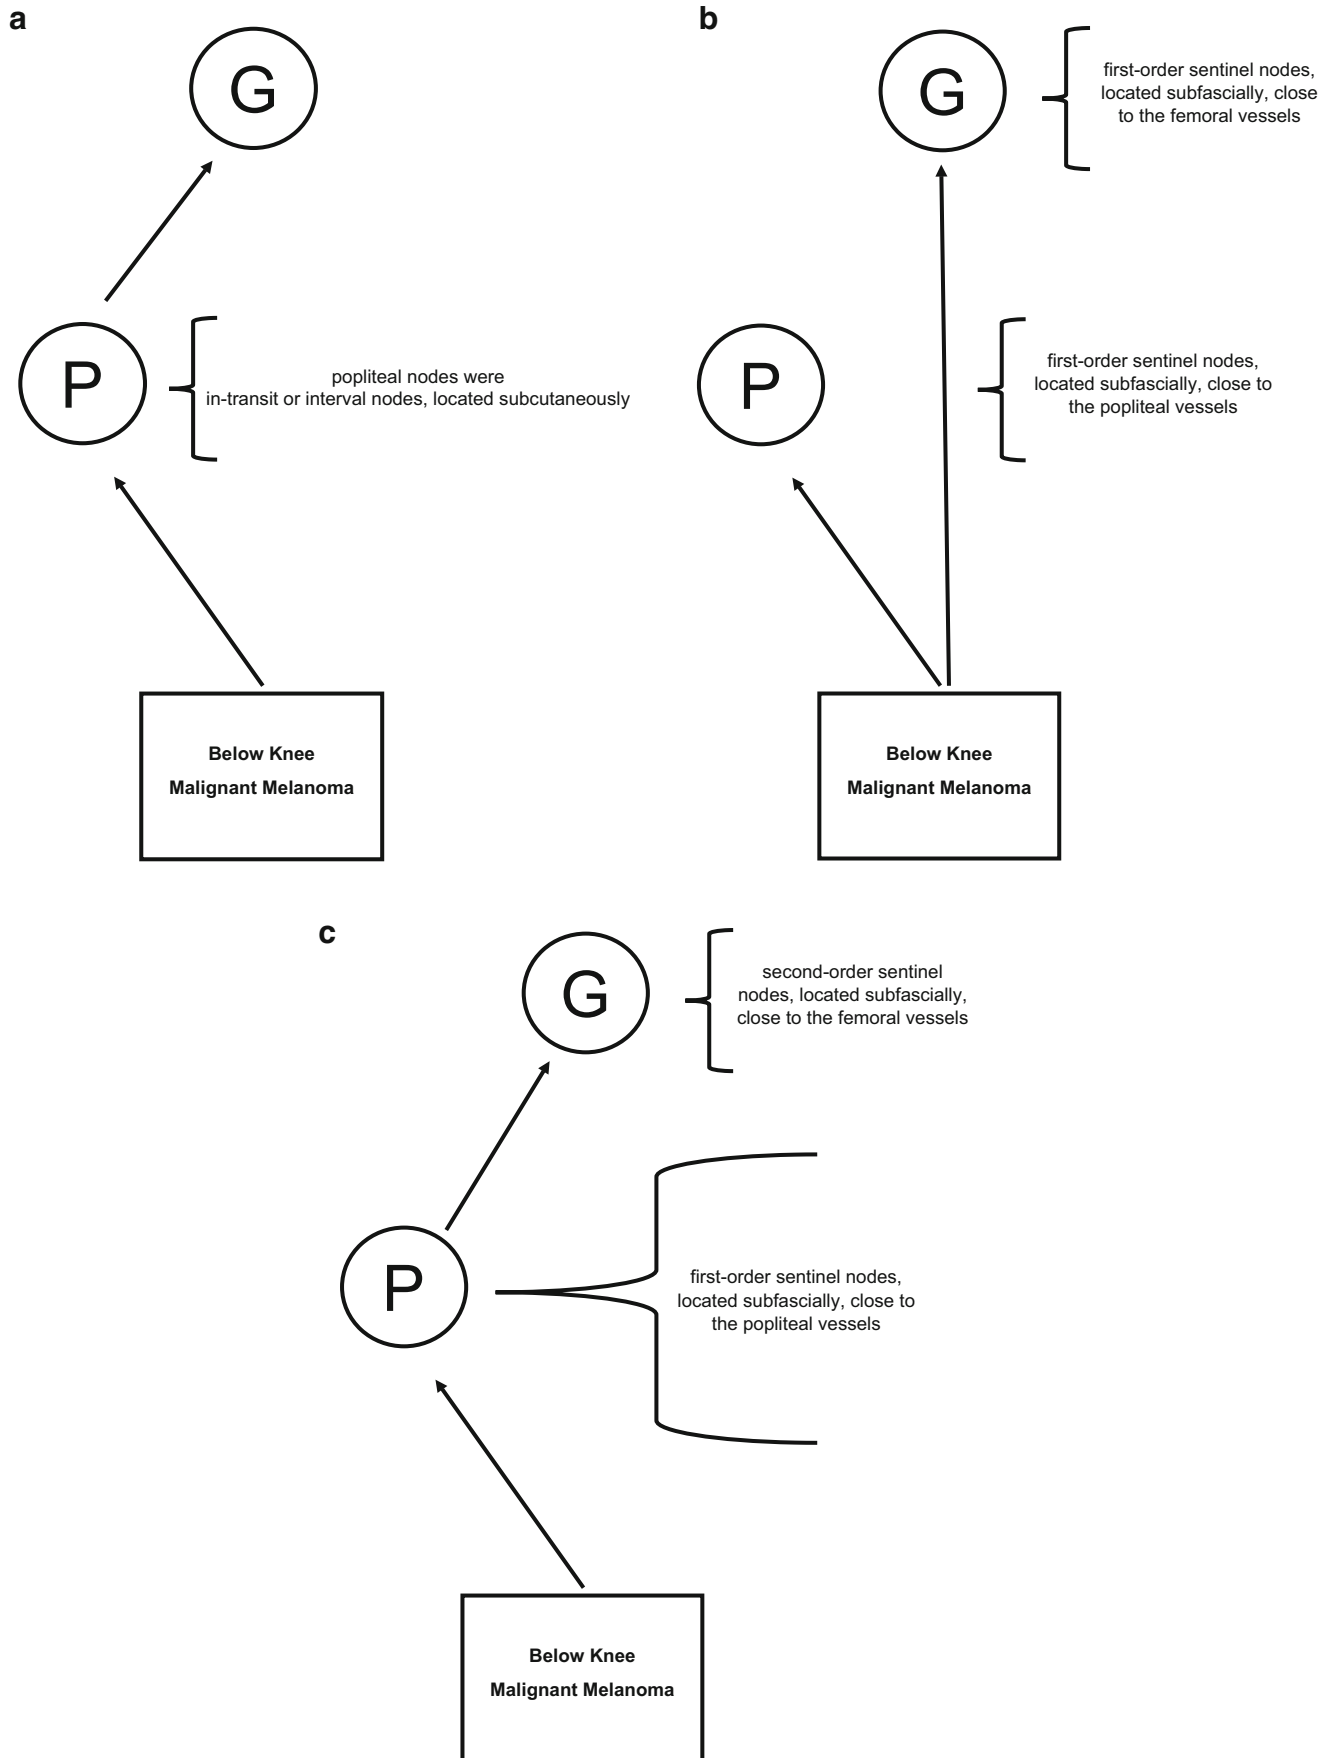 a
G
P
popliteal nodes were
in-transit or interval nodes, located subcutaneously
Below Knee
Malignant Melanoma
b
G
first-order sentinel nodes,
located subfascially, close
to the femoral vessels
P
first-order sentinel nodes,
located subfascially, close to
the popliteal vessels
Below Knee
Malignant Melanoma
c
G
second-order sentinel
nodes, located subfascially,
close to the femoral vessels
P
first-order sentinel nodes,
located subfascially, close to
the popliteal vessels
Below Knee
Malignant Melanoma